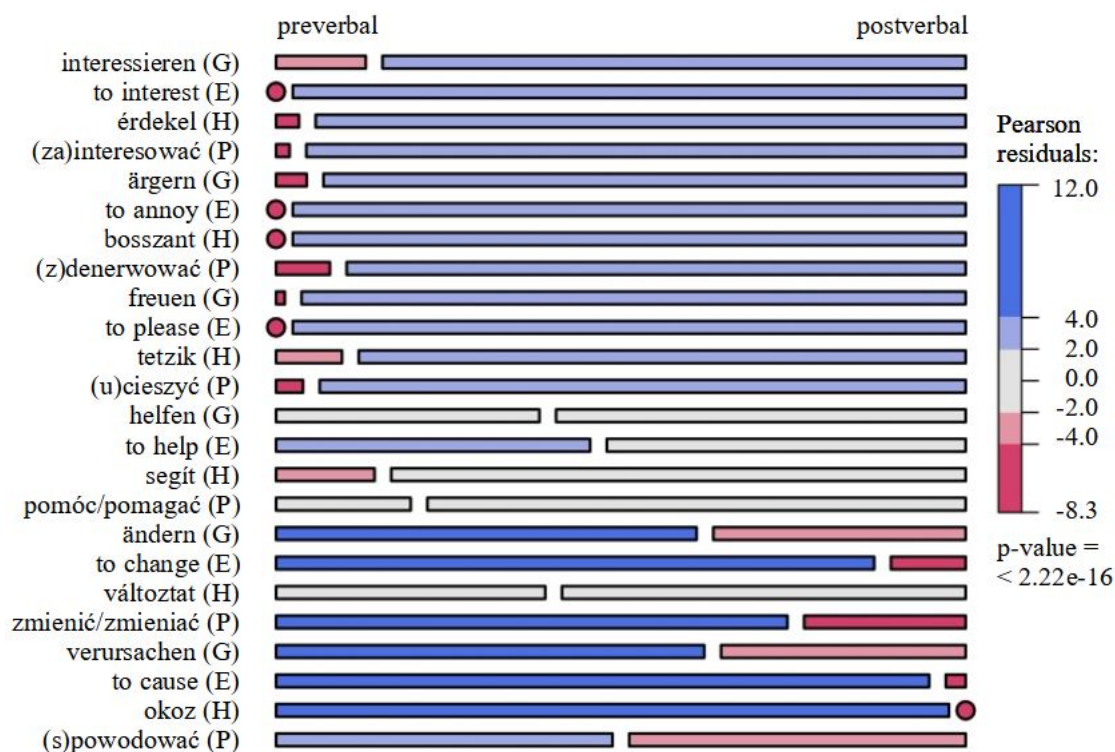 preverbal postverbal
interessieren (G)
to interest (E)
érdekel (H)
(za)interesować (P)
ärgern (G)
to annoy (E)
bosszant (H)
(z)denerwować (P)
freuen (G)
to please (E)
tetzik (H)
(u)cieszyć (P)
helfen (G)
to help (E)
segít (H)
pomóc/pomagać (P)
ändern (G)
to change (E)
változtat (H)
zmienić/zmieniać (P)
verursachen (G)
to cause (E)
okoz (H)
(s)powodować (P)
Pearson
residuals:
12.0
4.0
2.0
0.0
-2.0
-4.0
-8.3
p-value =
< 2.22e-16